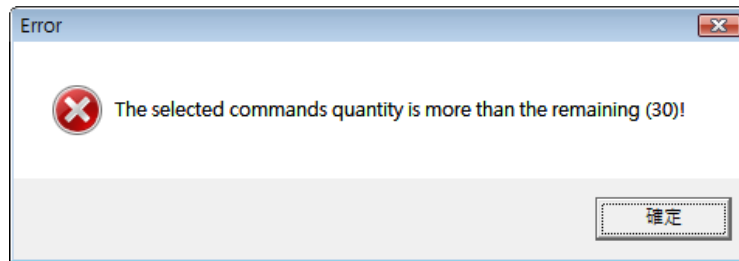 Error
The selected commands quantity is more than the remaining (30)!
確定